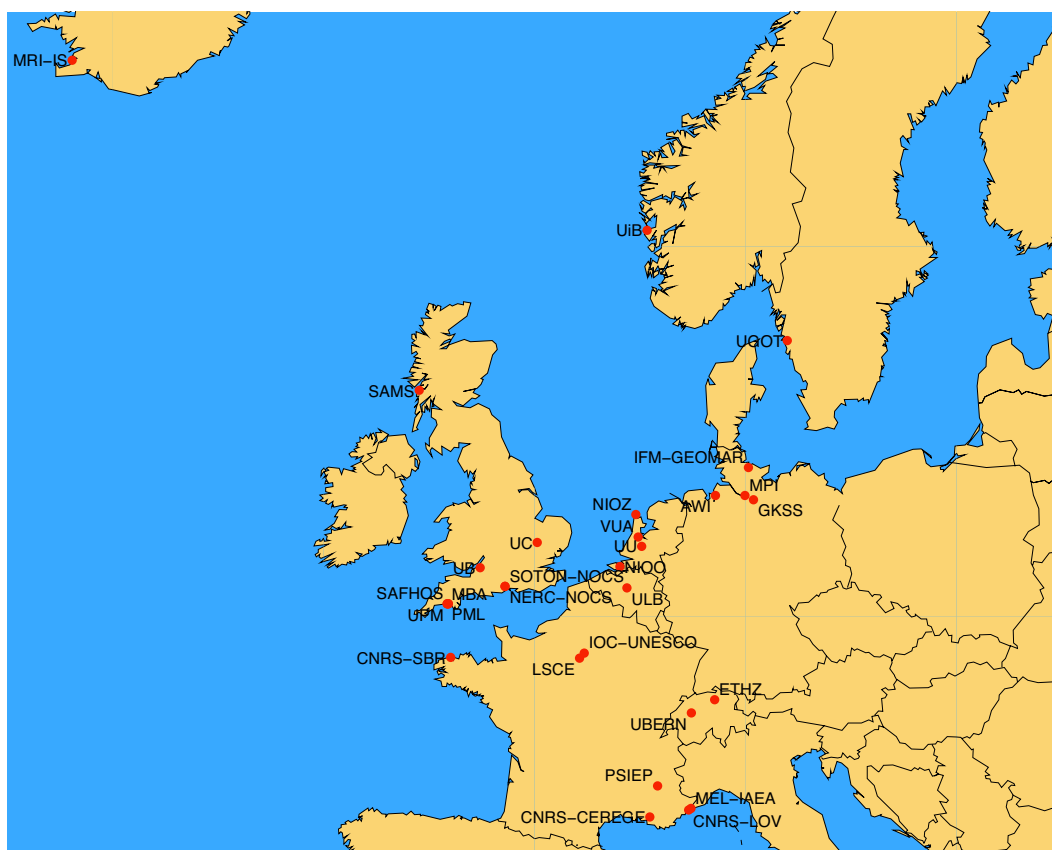 MRI–IS
UiB
UGOT
SAMS
IFM–GEOMAR
MPI
AWI
GKSS
NIOZ
VUA
UU
UC
NIOO
UB
SOTON–NOCS
SAFHOS
MBA
NERC–NOCS
ULB
UPM
PML
IOC–UNESCO
CNRS–SBR
LSCE
ETHZ
UBERN
PSIEP
MEL–IAEA
CNRS–CEREGE
CNRS–LOV